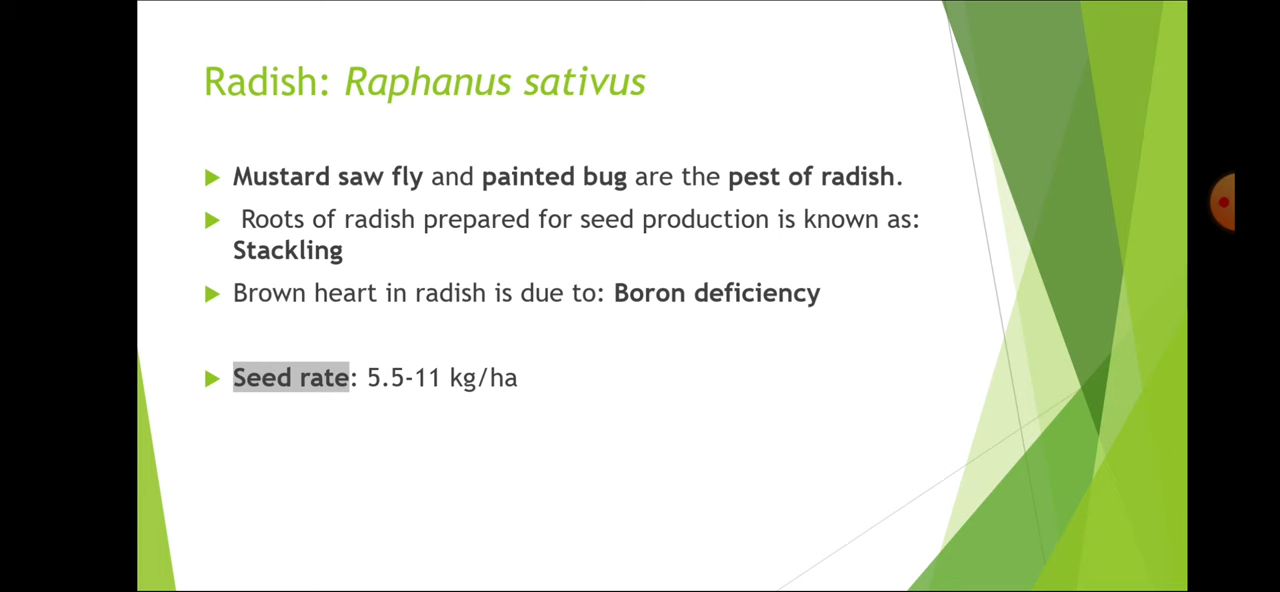 Radish: Raphanus sativus
Mustard saw fly and painted bug are the pest of radish.
Roots of radish prepared for seed production is known as:
Stackling
Brown heart in radish is due to: Boron deficiency
Seed rate: 5.5-11 kg/ha